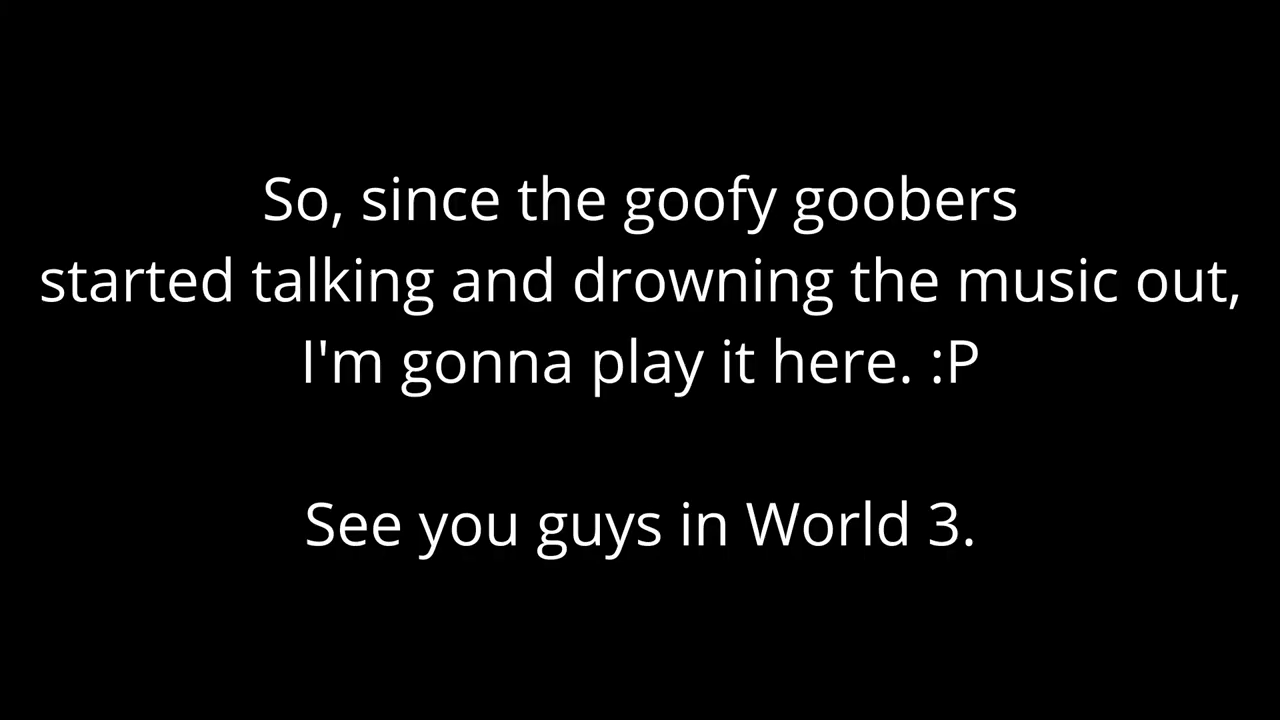 So, since the goofy goobers
started talking and drowning the music out,
I'm gonna play it here. :P
See you guys in World 3.